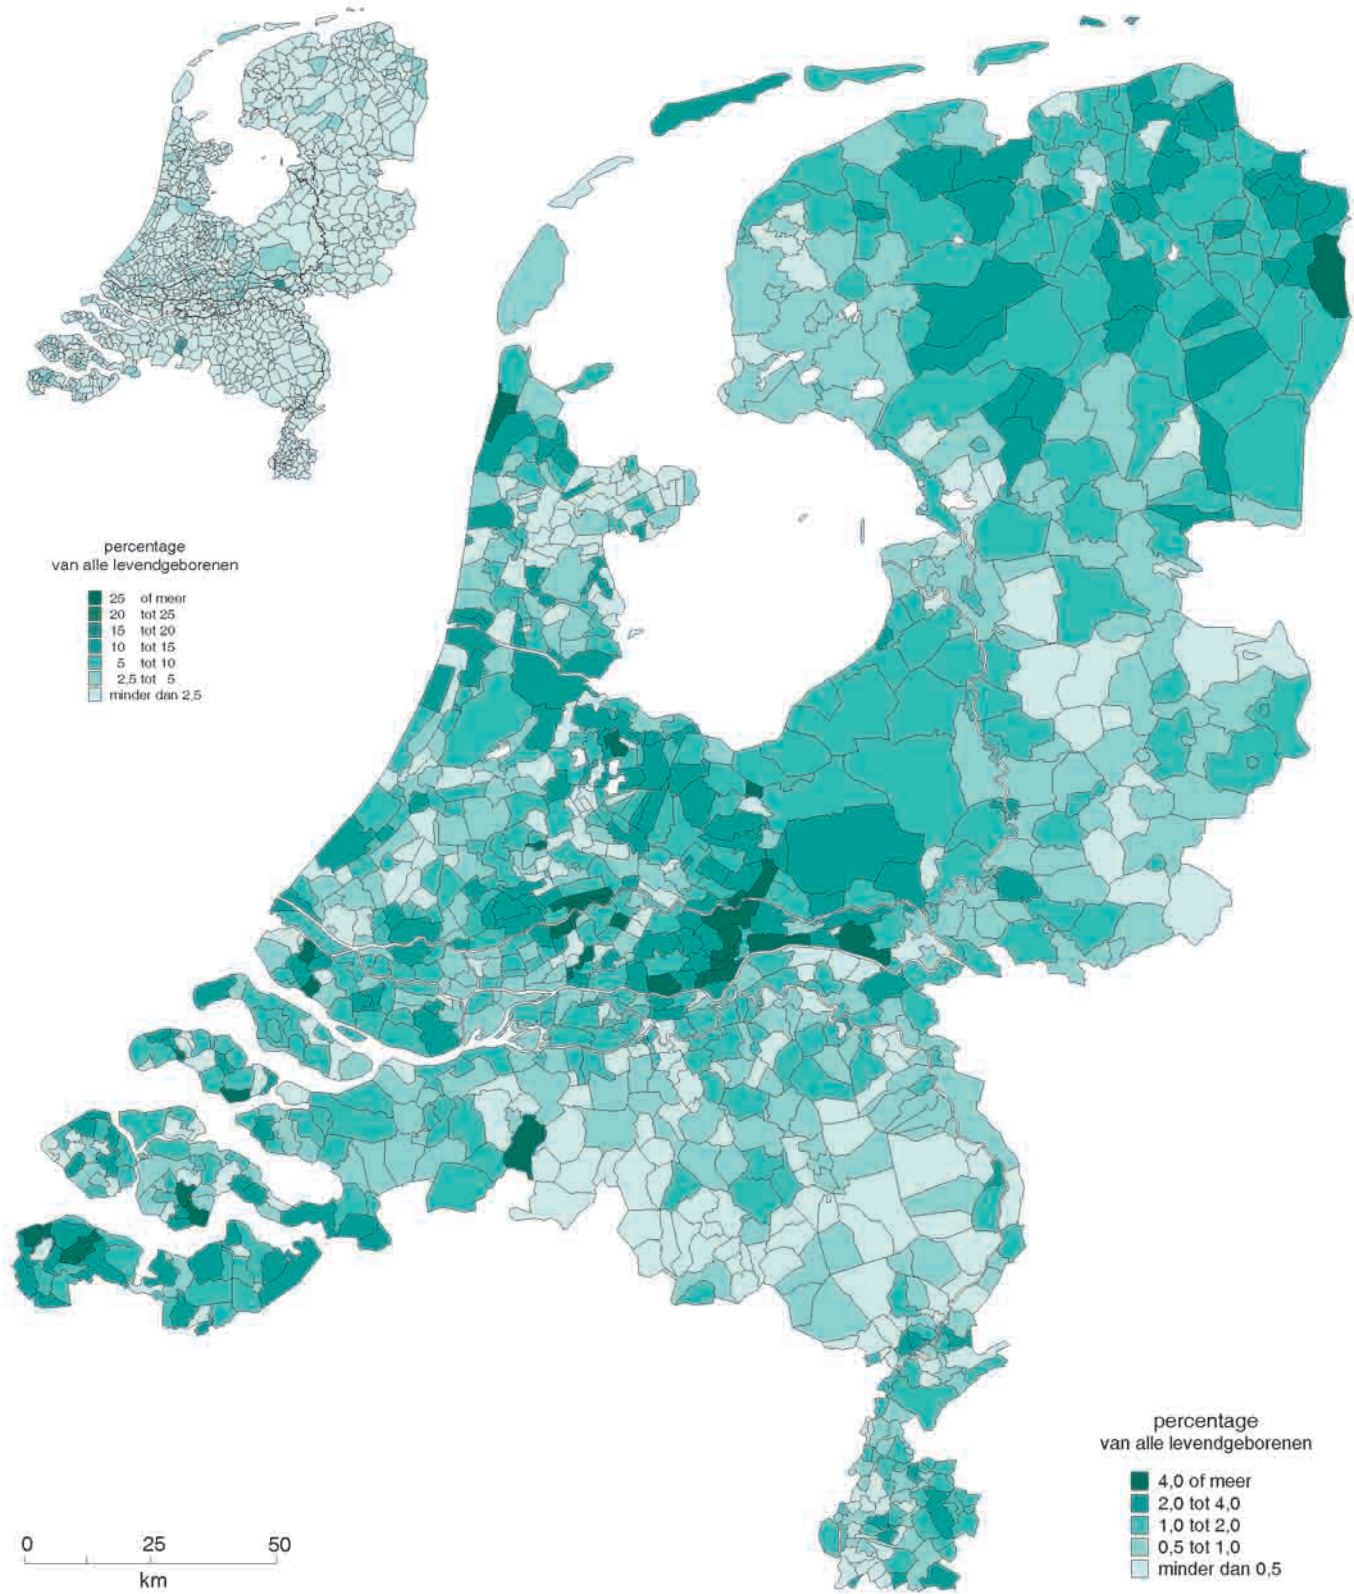 percentage
van alle levendgeborenen
25 of meer
20 tot 25
15 tot 20
10 tot 15
5 tot 10
2,5 tot 5
minder dan 2,5
percentage
van alle levendgeborenen
4,0 of meer
2,0 tot 4,0
1,0 tot 2,0
0,5 tot 1,0
minder dan 0,5
0 25 50
km